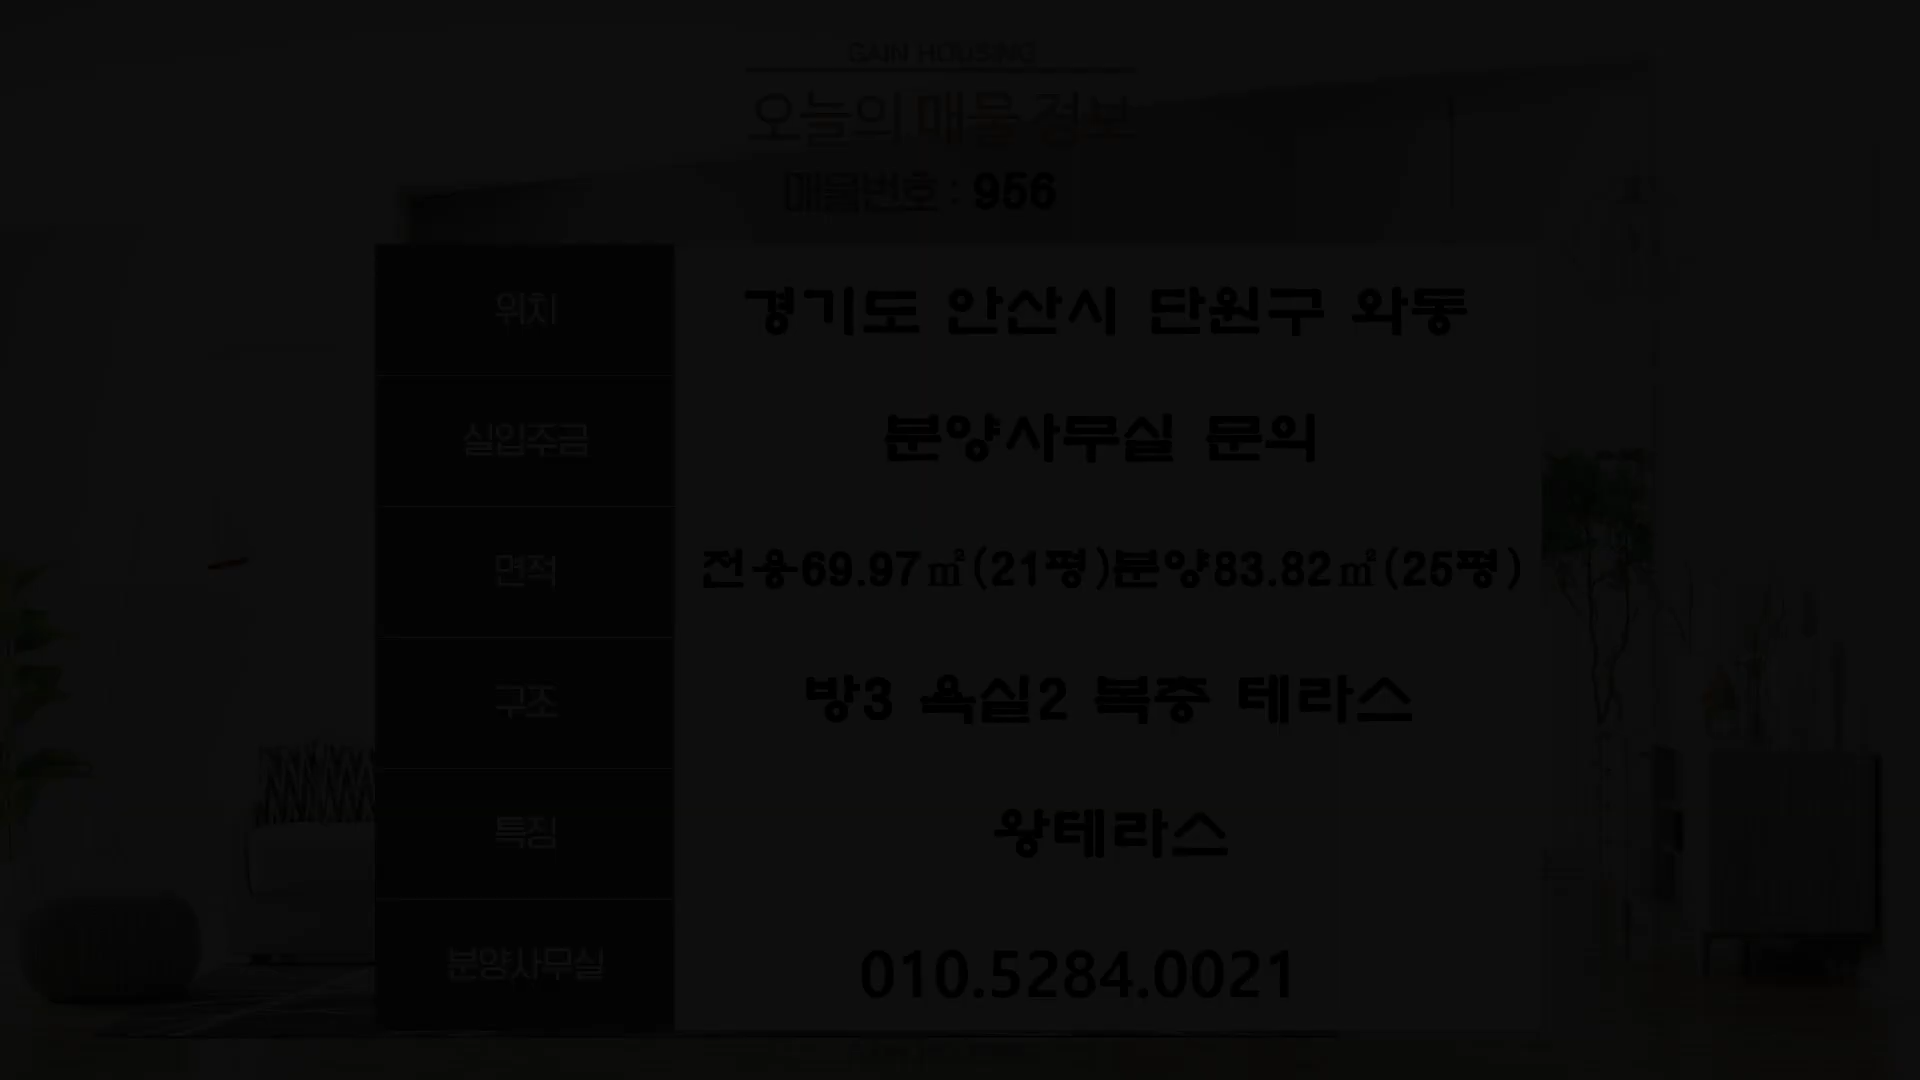 GAIN HOUSING
오늘의 매물 정보
매물번호 : 956
위치
경기도 안산시 단원구 와동
실입주금
분양사무실 문의
면적
전용69.97㎡(21평)분양83.82㎡(25평)
구조
방3 욕실2 복층 테라스
특징
왕테라스
분양사무실
010.5284.0021